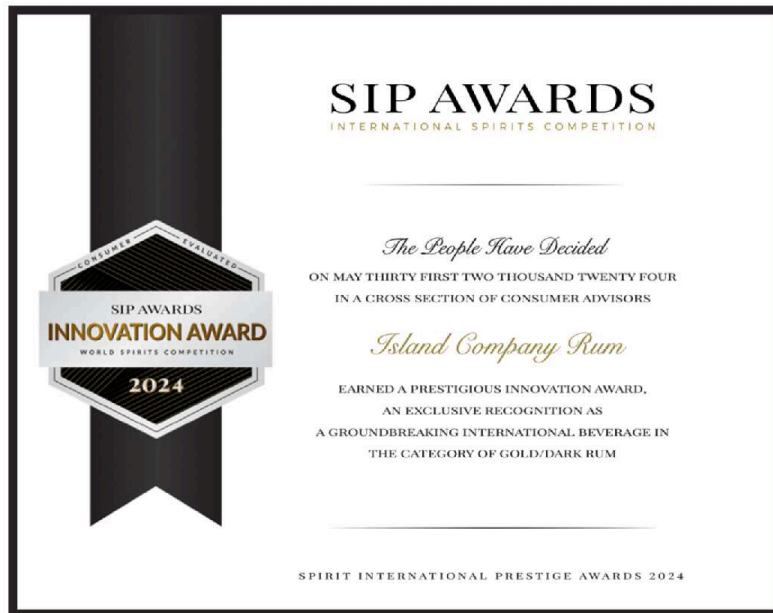 SIP AWARDS
INTERNATIONAL SPIRITS COMPETITION
The People Have Decided
ON MAY THIRTY FIRST TWO THOUSAND TWENTY FOUR
IN A CROSS SECTION OF CONSUMER ADVISORS
Island Company Rum
EARNED A PRESTIGIOUS INNOVATION AWARD,
AN EXCLUSIVE RECOGNITION AS
A GROUNDBREAKING INTERNATIONAL BEVERAGE IN
THE CATEGORY OF GOLD/DARK RUM
SPIRIT INTERNATIONAL PRESTIGE AWARDS 2024
CONSUMER EVALUATED
SIP AWARDS
INNOVATION AWARD
WORLD SPIRITS COMPETITION
2024